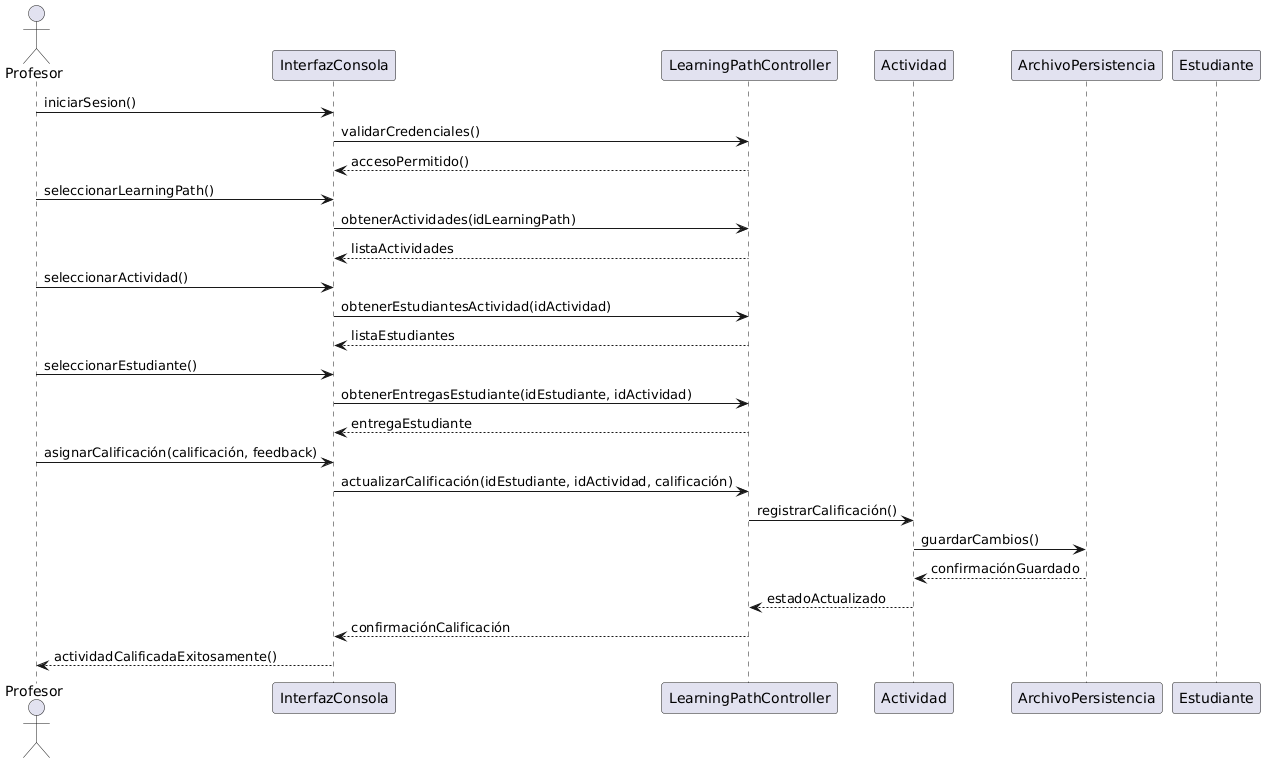 Profesor
InterfazConsola
LearningPathController
Actividad
ArchivoPersistencia
Estudiante
iniciarSesion()
validarCredenciales()
accesoPermitido()
seleccionarLearningPath()
obtenerActividades(idLearningPath)
listaActividades
seleccionarActividad()
obtenerEstudiantesActividad(idActividad)
listaEstudiantes
seleccionarEstudiante()
obtenerEntregasEstudiante(idEstudiante, idActividad)
entregaEstudiante
asignarCalificación(calificación, feedback)
actualizarCalificación(idEstudiante, idActividad, calificación)
registrarCalificación()
guardarCambios()
confirmaciónGuardado
estadoActualizado
confirmaciónCalificación
actividadCalificadaExitosamente()
Profesor
InterfazConsola
LearningPathController
Actividad
ArchivoPersistencia
Estudiante